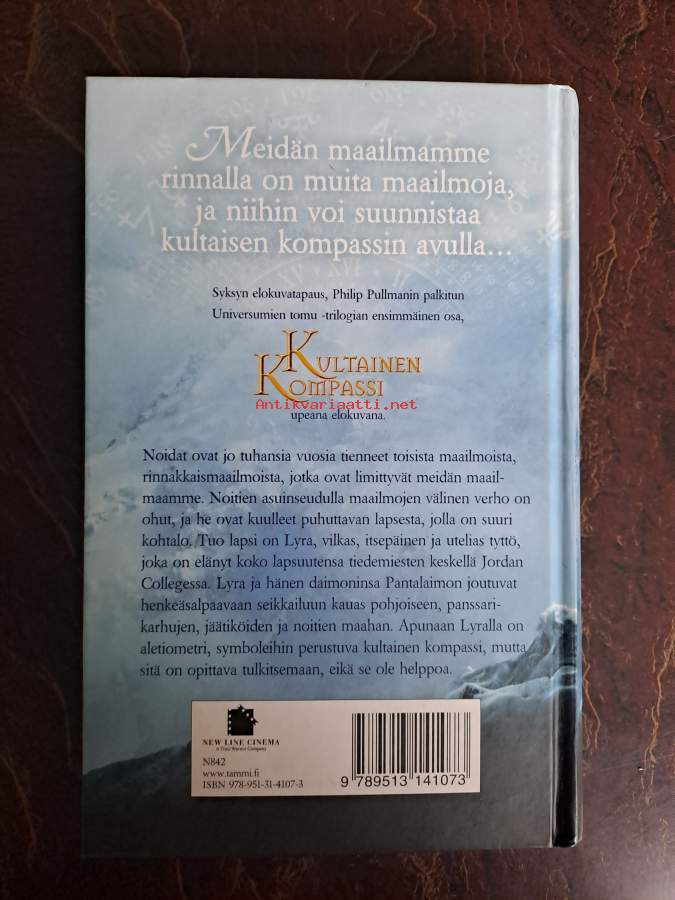 Meidän maailmamme
rinnalla on muita maailmoja,
ja niihin voi suunnistaa
kultaisen kompassin avulla...
Syksyn elokuvatapaus, Philip Pullmanin palkitun
Universumien tomu -trilogian ensimmäinen osa,
KULTAINEN
KOMPASSI
Antikvariaatti.net
upeana elokuvana.
Noidat ovat jo tuhansia vuosia tienneet toisista maailmoista,
rinnakkaismaailmoista, jotka ovat limittyvät meidän maail-
maamme. Noitien asuinseudulla maailmojen välinen verho on
ohut, ja he ovat kuulleet puhuttavan lapsesta, jolla on suuri
kohtalo. Tuo lapsi on Lyra, vilkas, itsepäinen ja utelias tyttö,
joka on elänyt koko lapsuutensa tiedemiesten keskellä Jordan
Collegessa. Lyra ja hänen daimoninsa Pantalaimon joutuvat
henkeäsalpaavaan seikkailuun kauas pohjoiseen, panssari-
karhujen, jäätiköiden ja noitien maahan. Apunaan Lyralla on
aletiometri, symboleihin perustuva kultainen kompassi, mutta
sitä on opittava tulkitsemaan, eikä se ole helppoa.
NEW LINE CINEMA
A Time Warner Company
N842
www.tammi.fi
ISBN 978-951-31-4107-3
9 789513 141073